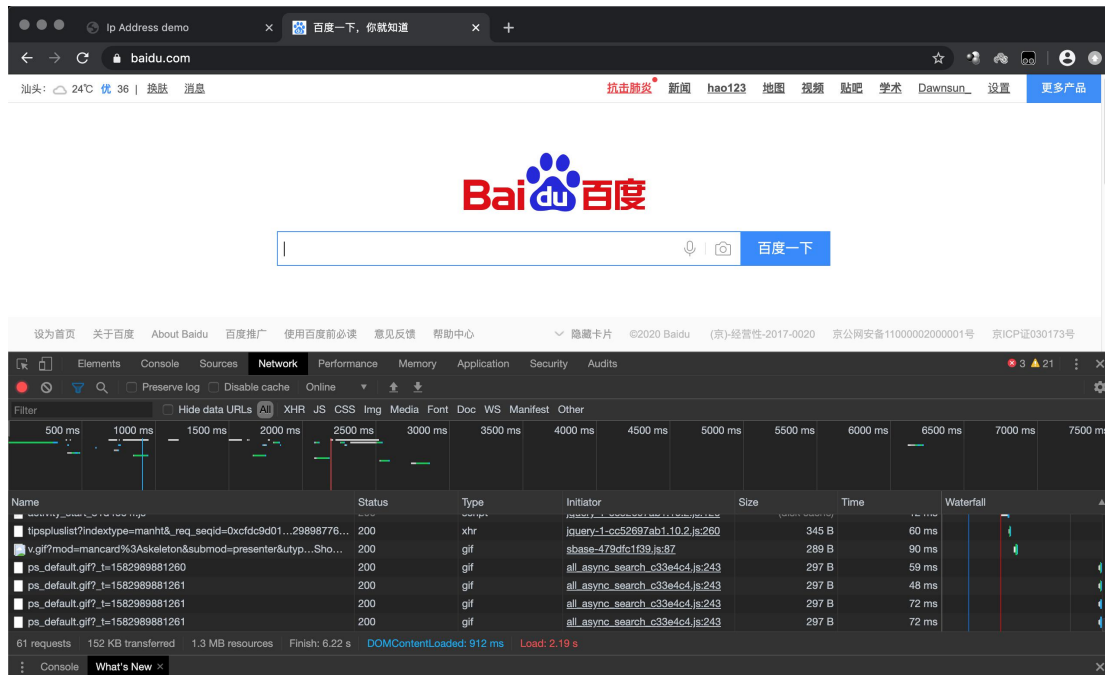 Ip Address demo × 百度一下，你就知道 × +
baidu.com
汕头： 24℃ 优 36 | 换肤 消息 抗击肺炎 新闻 hao123 地图 视频 贴吧 学术 Dawnsun_ 设置 更多产品
Bai du 百度
百度一下
设为首页 关于百度 About Baidu 百度推广 使用百度前必读 意见反馈 帮助中心 隐藏卡片 ©2020 Baidu (京)-经营性-2017-0020 京公网安备11000002000001号 京ICP证030173号
Elements Console Sources Network Performance Memory Application Security Audits 3 21
Preserve log Disable cache Online
Filter Hide data URLs All XHR JS CSS Img Media Font Doc WS Manifest Other
500 ms 1000 ms 1500 ms 2000 ms 2500 ms 3000 ms 3500 ms 4000 ms 4500 ms 5000 ms 5500 ms 6000 ms 6500 ms 7000 ms 7500 ms
Name Status Type Initiator Size Time Waterfall
tipspluslist?indextype=manht&_req_seqid=0xcfdc9d01...29898776... 200 xhr jquery-1-cc52697ab1.10.2.js:260 345 B 60 ms
v.gif?mod=mancard%3Askeleton&submod=presenter&utyp...Sho... 200 gif sbase-479dfc1f39.js:87 289 B 90 ms
ps_default.gif?_t=1582989881260 200 gif all_async_search_c33e4c4.js:243 297 B 59 ms
ps_default.gif?_t=1582989881261 200 gif all_async_search_c33e4c4.js:243 297 B 48 ms
ps_default.gif?_t=1582989881261 200 gif all_async_search_c33e4c4.js:243 297 B 72 ms
ps_default.gif?_t=1582989881261 200 gif all_async_search_c33e4c4.js:243 297 B 72 ms
61 requests 152 KB transferred 1.3 MB resources Finish: 6.22 s DOMContentLoaded: 912 ms Load: 2.19 s
Console What's New ×